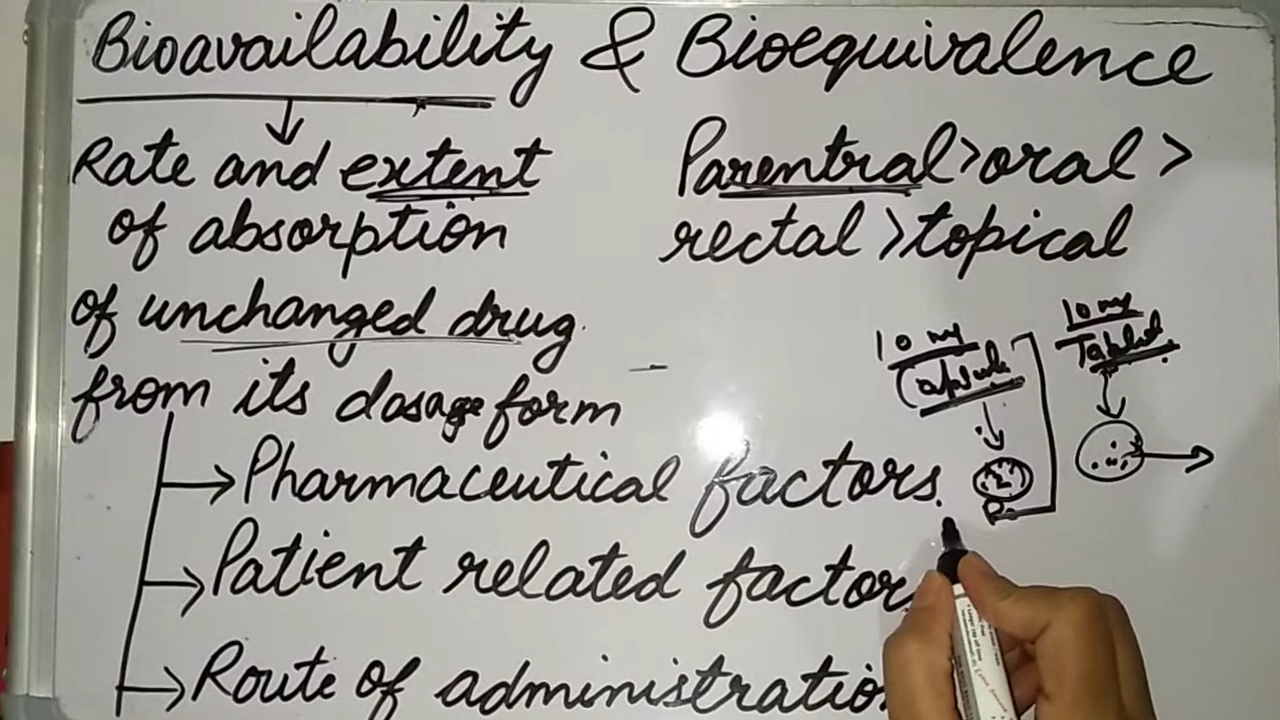 Bioavailability & Bioequivalence
Rate and extent
of absorption
of unchanged drug
from its dosage form
Parentral > oral >
rectal > topical
10 mg
Capsule
10 mg
Tablet
Pharmaceutical factors
Patient related factor
Route of administration